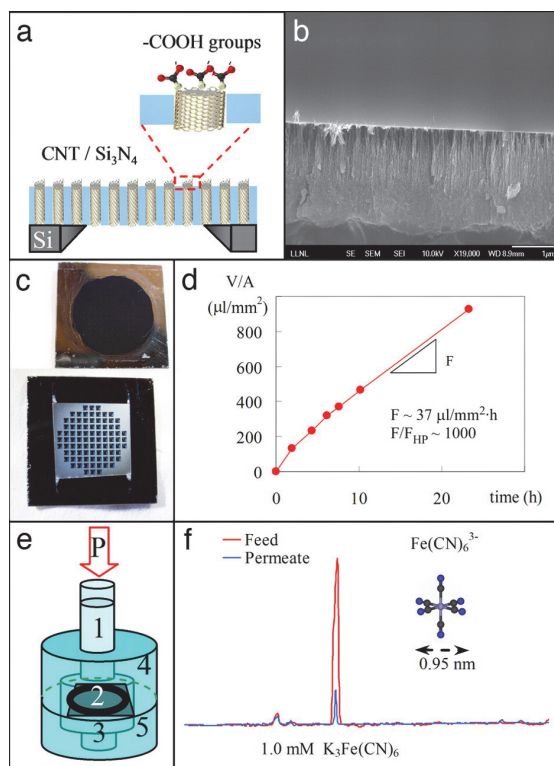 a
-COOH groups
CNT / Si3N4
Si
b
LLNL SE SEM SEI 10.0kV X19,000 WD 8.9mm 1μm
c
d
V/A
(μl/mm²)
800
600
400
200
0
0
10
20
time (h)
F
F ~ 37 μl/mm²·h
F/FHP ~ 1000
e
P
1
2
3
4
5
f
Feed
Permeate
Fe(CN)6³⁻
0.95 nm
1.0 mM K3Fe(CN)6